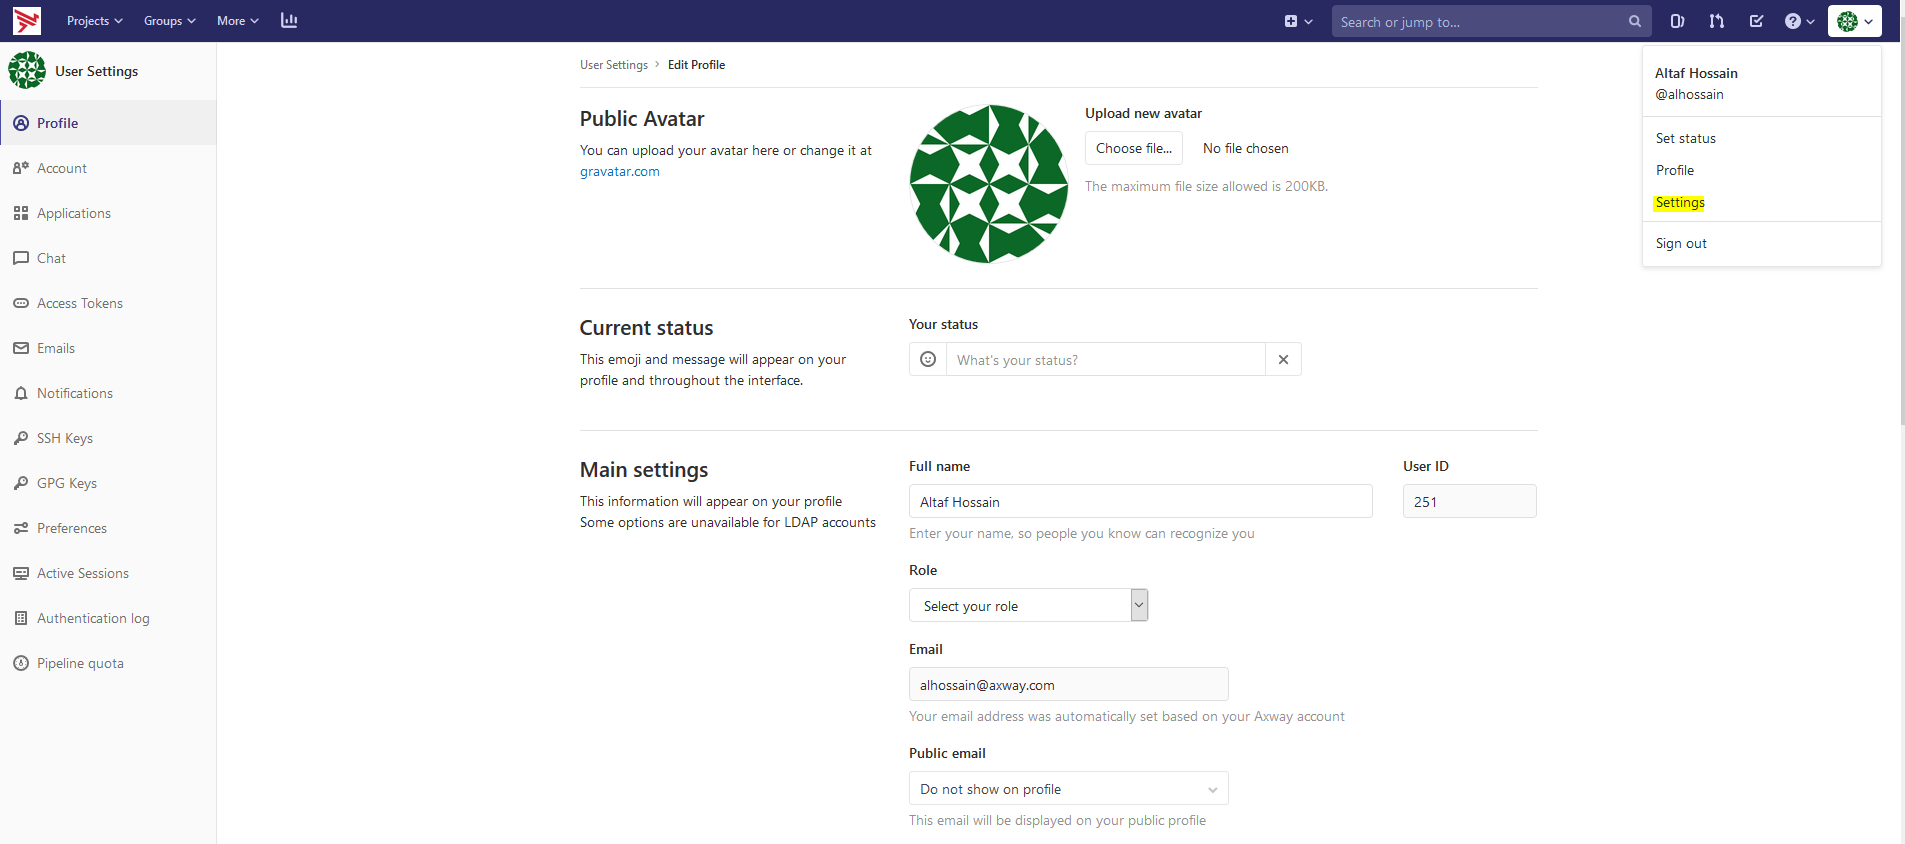 Projects
Groups
More
Search or jump to...
User Settings
Profile
Account
Applications
Chat
Access Tokens
Emails
Notifications
SSH Keys
GPG Keys
Preferences
Active Sessions
Authentication log
Pipeline quota
User Settings > Edit Profile
Public Avatar
You can upload your avatar here or change it at
gravatar.com
Upload new avatar
Choose file... No file chosen
The maximum file size allowed is 200KB.
Current status
This emoji and message will appear on your
profile and throughout the interface.
Your status
What's your status?
Main settings
This information will appear on your profile
Some options are unavailable for LDAP accounts
Full name
Altaf Hossain
Enter your name, so people you know can recognize you
User ID
251
Role
Select your role
Email
alhossain@axway.com
Your email address was automatically set based on your Axway account
Public email
Do not show on profile
This email will be displayed on your public profile
Altaf Hossain
@alhossain
Set status
Profile
Settings
Sign out